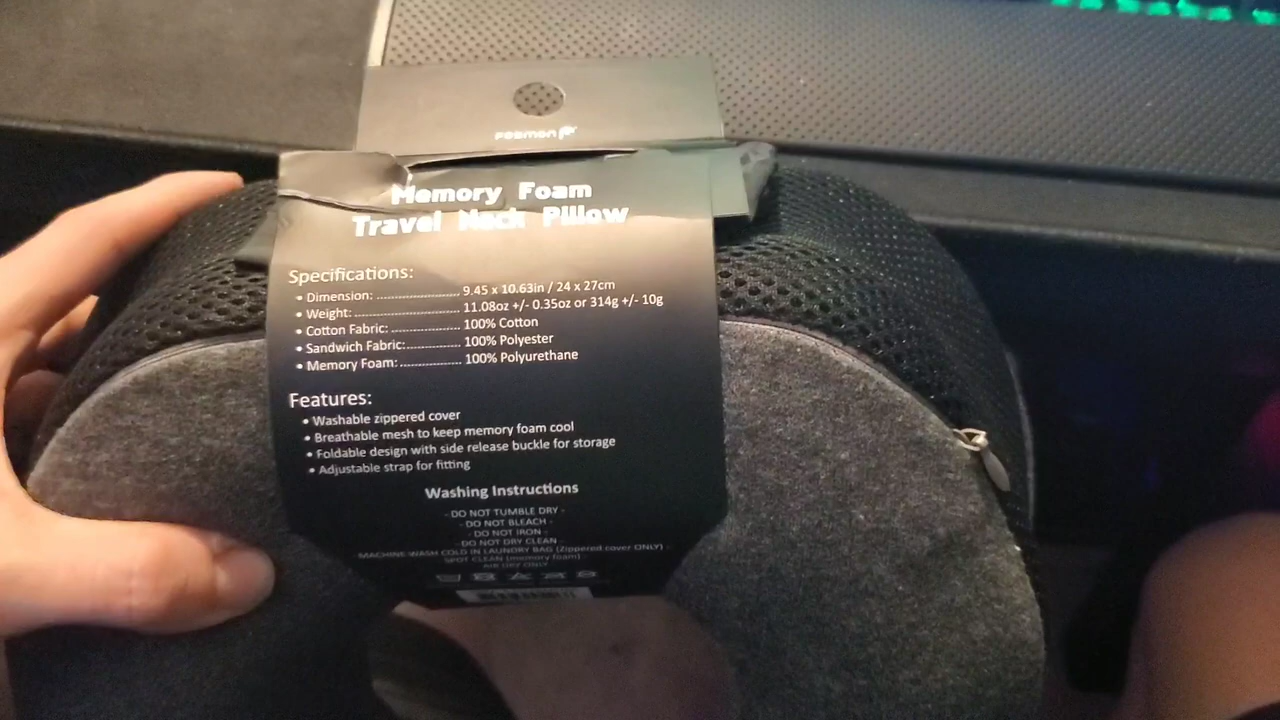 Fosmon
Memory Foam
Travel Neck Pillow
Specifications:
• Dimension: ........................ 9.45 x 10.63in / 24 x 27cm
• Weight: .............................. 11.08oz +/- 0.35oz or 314g +/- 10g
• Cotton Fabric: .................... 100% Cotton
• Sandwich Fabric:................ 100% Polyester
• Memory Foam: .................. 100% Polyurethane
Features:
• Washable zippered cover
• Breathable mesh to keep memory foam cool
• Foldable design with side release buckle for storage
• Adjustable strap for fitting
Washing Instructions
- DO NOT TUMBLE DRY -
- DO NOT BLEACH -
- DO NOT IRON -
- DO NOT DRY CLEAN -
MACHINE WASH COLD IN LAUNDRY BAG (Zippered cover ONLY) -
SPOT CLEAN (memory foam)
AIR DRY ONLY